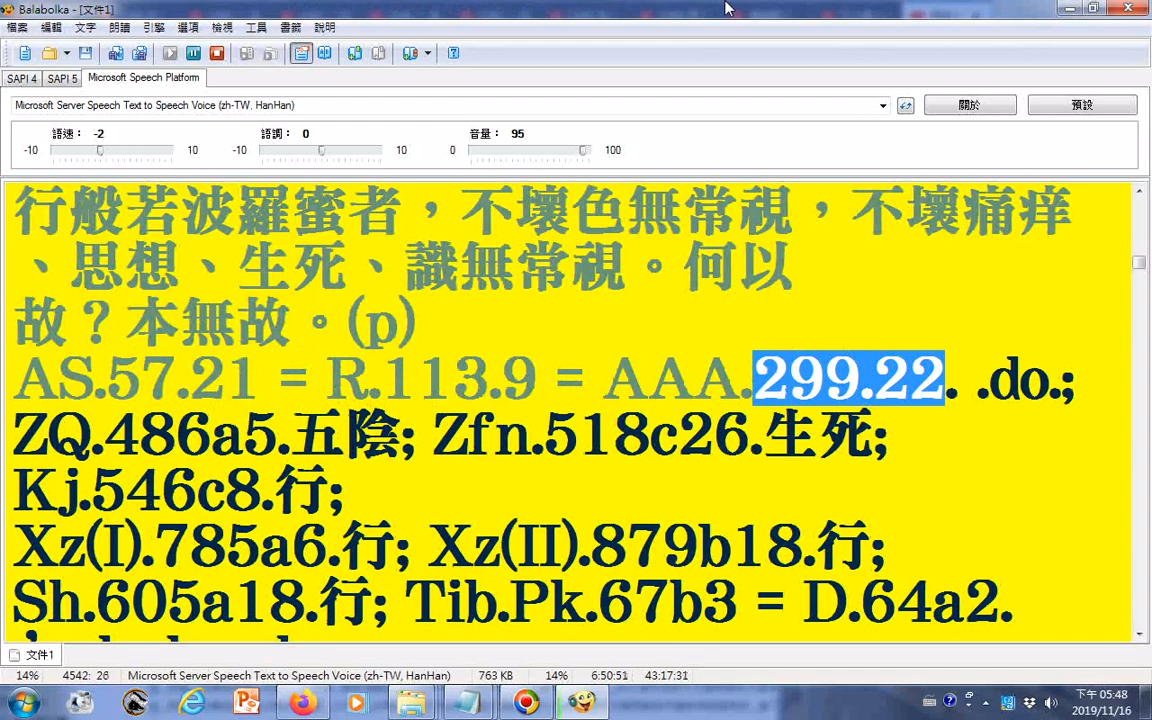 Balabolka - [文件1]
檔案 編輯 文字 朗讀 引擎 選項 檢視 工具 書籤 說明
SAPI 4 SAPI 5 Microsoft Speech Platform
Microsoft Server Speech Text to Speech Voice (zh-TW, HanHan) 關於 預設
語速： -2 語調： 0 音量： 95
-10 10 -10 10 0 100
行般若波羅蜜者，不壞色無常視，不壞痛痒
、思想、生死、識無常視。何以
故？本無故。(p)
AS.57.21 = R.113.9 = AAA.299.22. .do.;
ZQ.486a5.五陰; Zfn.518c26.生死;
Kj.546c8.行;
Xz(I).785a6.行; Xz(II).879b18.行;
Sh.605a18.行; Tib.Pk.67b3 = D.64a2.
文件1
14% 4542: 26 Microsoft Server Speech Text to Speech Voice (zh-TW, HanHan) 763 KB 14% 6:50:51 43:17:31
下午 05:48
2019/11/16